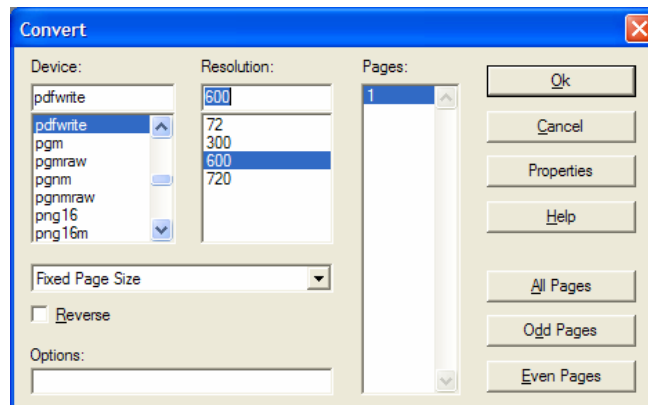 Convert
Device:
pdfwrite
pdfwrite
pgm
pgmraw
pgnm
pgnmraw
png16
png16m
Fixed Page Size
Reverse
Options:
Resolution:
600
72
300
600
720
Pages:
1
Ok
Cancel
Properties
Help
All Pages
Odd Pages
Even Pages